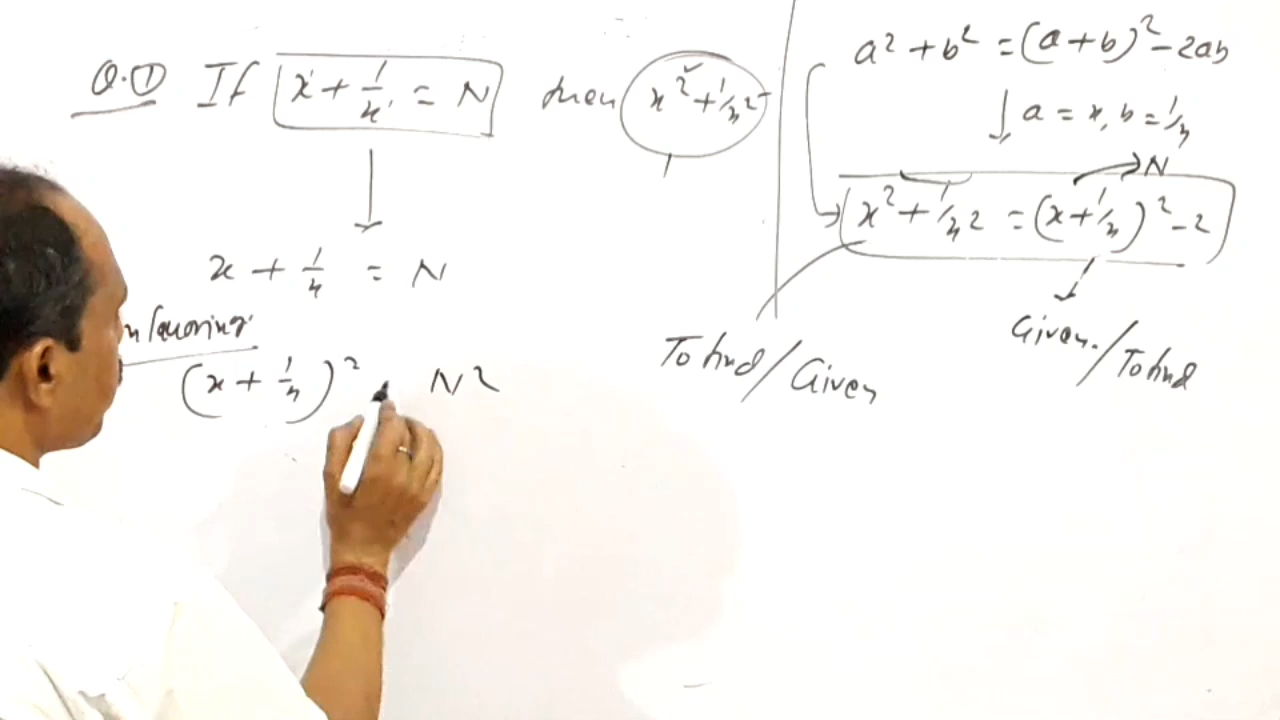 Q.① If x + 1/x = N then x² + 1/x²
x + 1/x = N
(x + 1/x)² N²
a² + b² = (a+b)² - 2ab
↓ a = x, b = 1/x
N
x² + 1/x² = (x + 1/x)² - 2
To find / Given
Given. / To find